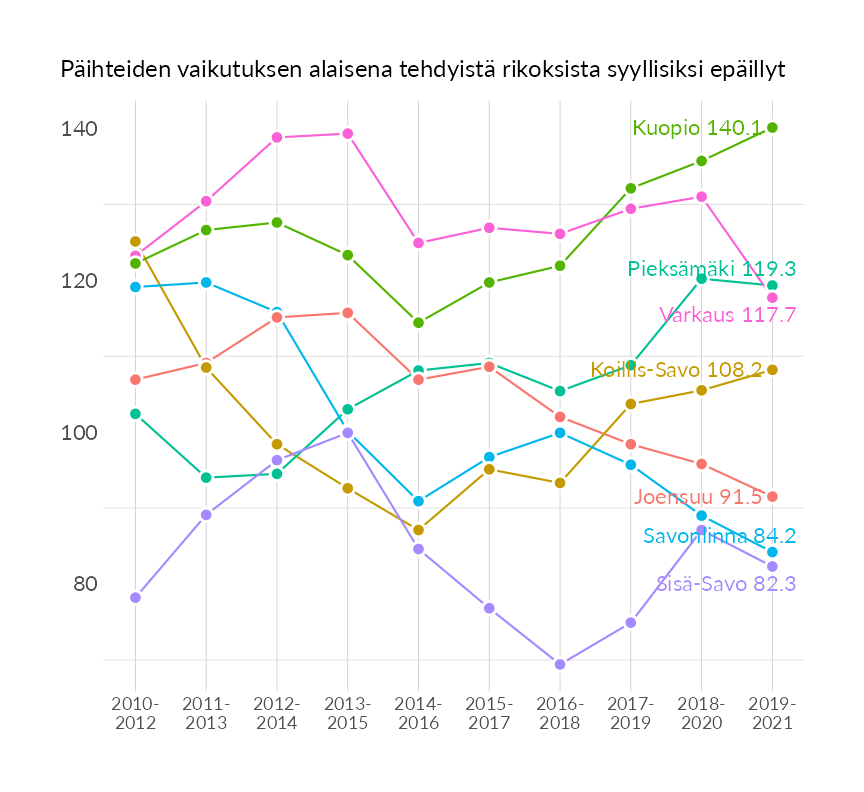 Päihteiden vaikutuksen alaisena tehdyistä rikoksista syyllisiksi epäillyt
140
120
100
80
Kuopio 140.1
Pieksämäki 119.3
Varkaus 117.7
Koillis-Savo 108.2
Joensuu 91.5
Savonlinna 84.2
Sisä-Savo 82.3
2010- 2011- 2012- 2013- 2014- 2015- 2016- 2017- 2018- 2019-
2012 2013 2014 2015 2016 2017 2018 2019 2020 2021